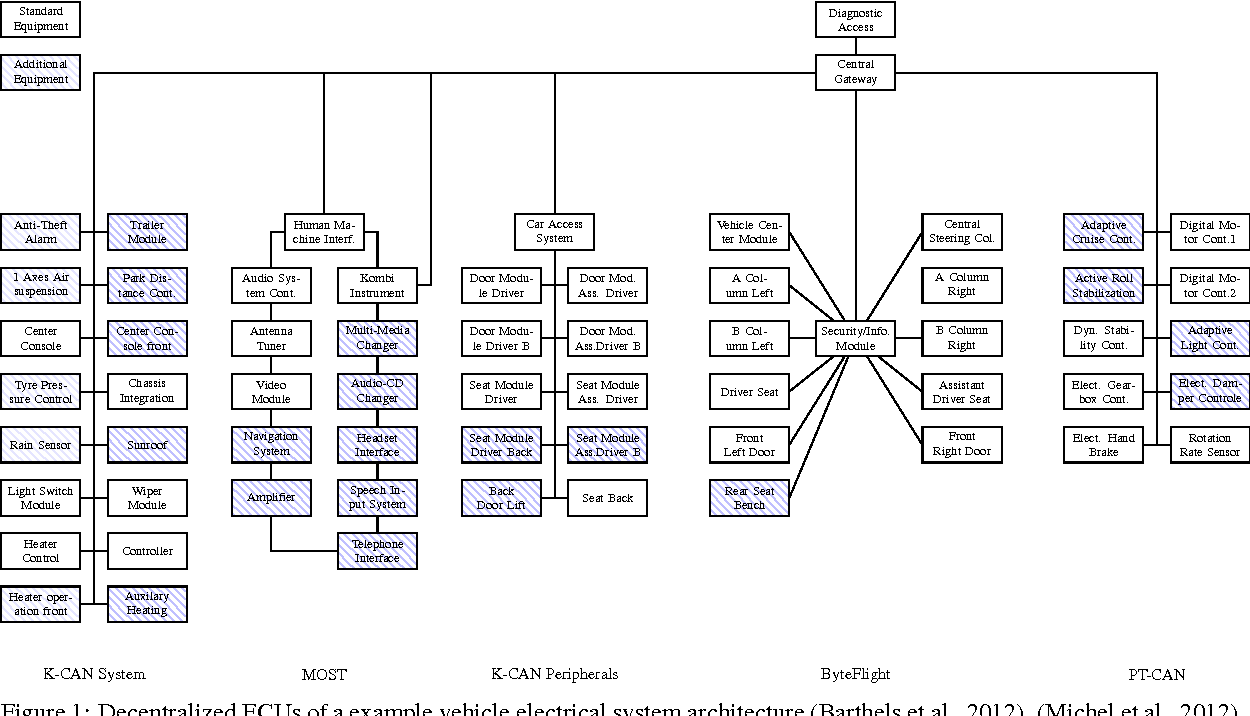 Standard
Equipment
Additional
Equipment
Diagnostic
Access
Central
Gateway
Anti-Theft
Alarm
Trailer
Module
1 Axes Air
suspension
Park Dis-
tance Cont.
Center
Console
Center Con-
sole front
Tyre Pres-
sure Control
Chassis
Integration
Rain Sensor
Sunroof
Light Switch
Module
Wiper
Module
Heater
Control
Controller
Heater oper-
ation front
Auxilary
Heating
K-CAN System
Human Ma-
chine Interf.
Audio Sys-
tem Cont.
Kombi
Instrument
Antenna
Tuner
Multi-Media
Changer
Video
Module
Audio-CD
Changer
Navigation
System
Headset
Interface
Amplifier
Speech In-
put System
Telephone
Interface
MOST
Car Access
System
Door Modu-
le Driver
Door Mod.
Ass. Driver
Door Modu-
le Driver B
Door Mod.
Ass.Driver B
Seat Module
Driver
Seat Module
Ass. Driver
Seat Module
Driver Back
Seat Module
Ass.Driver B
Back
Door Lift
Seat Back
K-CAN Peripherals
Vehicle Cen-
ter Module
Central
Steering Col.
A Col-
umn Left
A Column
Right
B Col-
umn Left
Security/Info.
Module
B Column
Right
Driver Seat
Assistant
Driver Seat
Front
Left Door
Front
Right Door
Rear Seat
Bench
ByteFlight
Adaptive
Cruise Cont.
Digital Mo-
tor Cont.1
Active Roll
Stabilization
Digital Mo-
tor Cont.2
Dyn. Stabi-
lity Cont.
Adaptive
Light Cont.
Elect. Gear-
box Cont.
Elect. Dam-
per Controle
Elect. Hand
Brake
Rotation
Rate Sensor
PT-CAN
Figure 1: Decentralized ECUs of a example vehicle electrical system architecture (Barthels et al., 2012), (Michel et al., 2012)